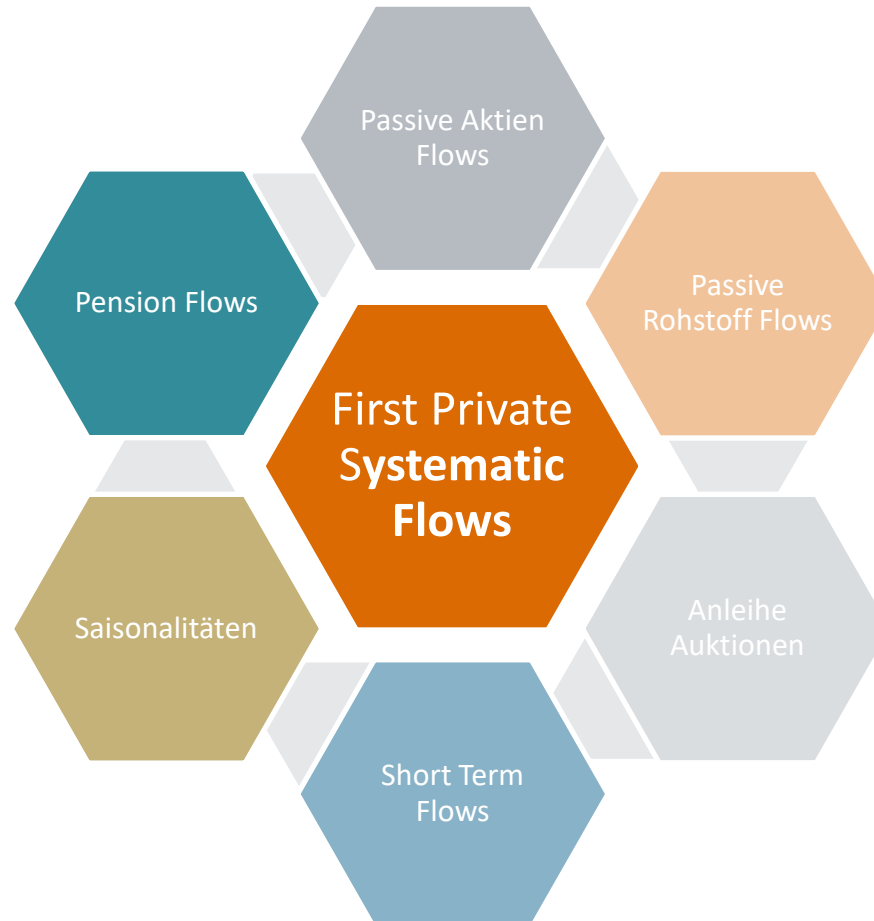 Passive Aktien
Flows
Pension Flows
Passive
Rohstoff Flows
First Private
Systematic
Flows
Saisonalitäten
Anleihe
Auktionen
Short Term
Flows